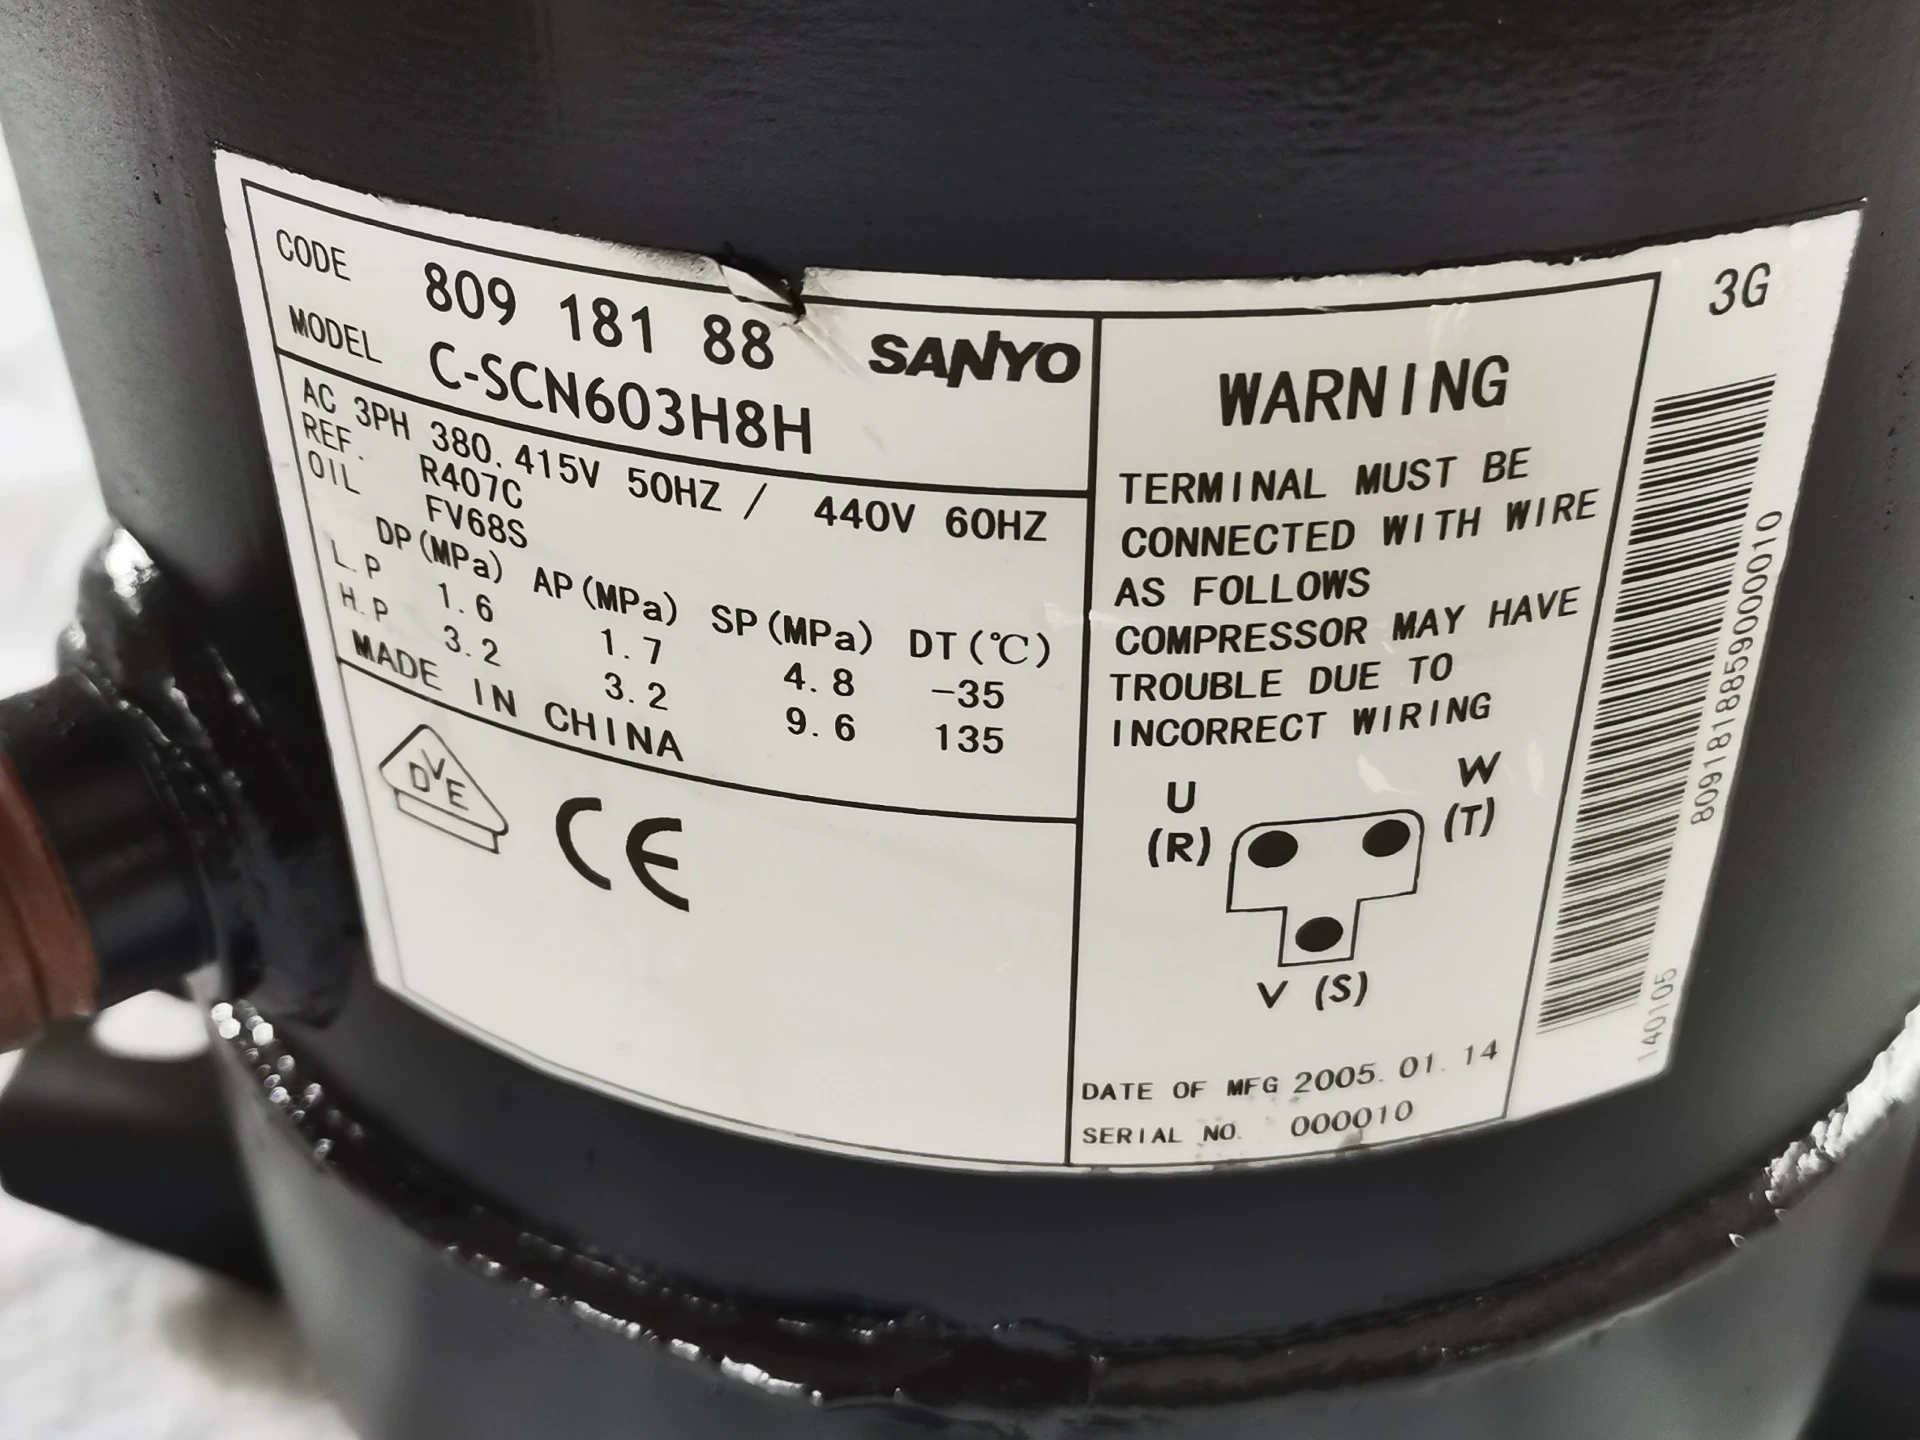 CODE 809 181 88
MODEL C-SCN603H8H SANYO
AC 3PH 380. 415V 50HZ / 440V 60HZ
REF. R407C
OIL FV68S
DP (MPa) AP (MPa) SP (MPa) DT (℃)
L.P 1.6 1.7 4.8 -35
H.P 3.2 3.2 9.6 135
MADE IN CHINA
DVE
CE
WARNING
TERMINAL MUST BE
CONNECTED WITH WIRE
AS FOLLOWS
COMPRESSOR MAY HAVE
TROUBLE DUE TO
INCORRECT WIRING
U W
(R) (T)
V (S)
DATE OF MFG 2005. 01. 14
SERIAL NO. 000010
3G
8091818859000010
140105